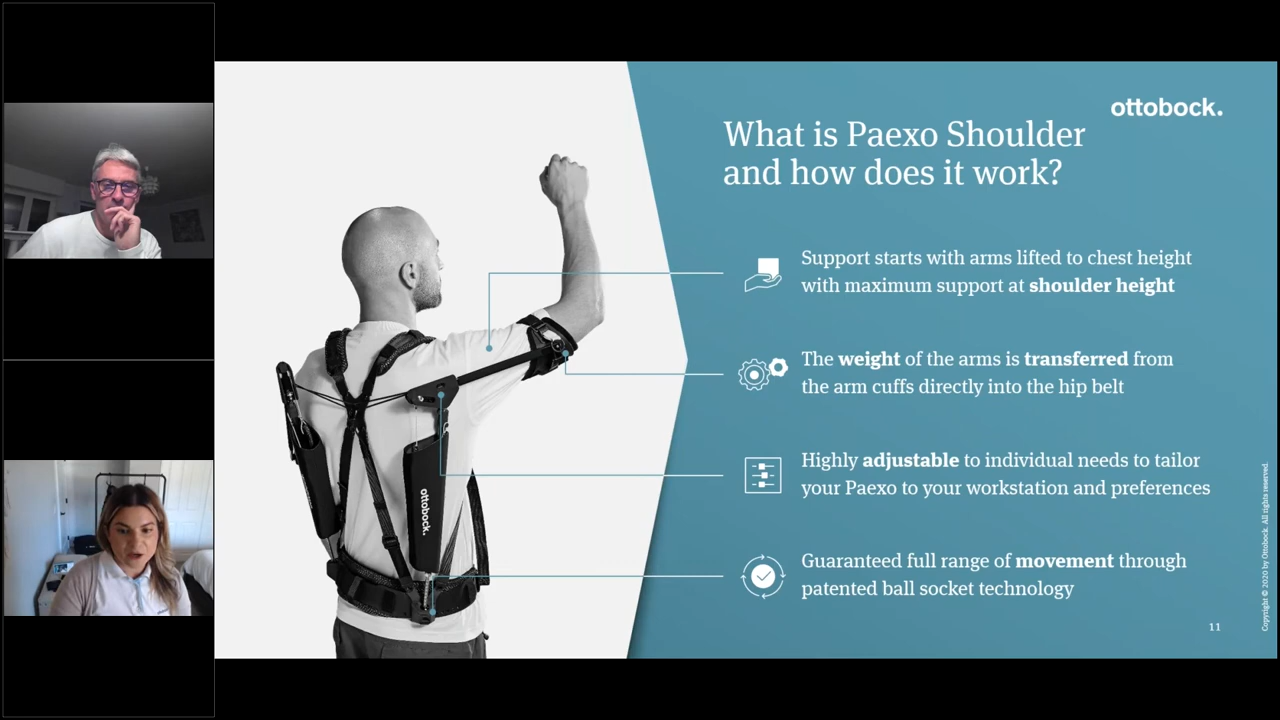 ottobock.
What is Paexo Shoulder
and how does it work?
Support starts with arms lifted to chest height
with maximum support at shoulder height
The weight of the arms is transferred from
the arm cuffs directly into the hip belt
Highly adjustable to individual needs to tailor
your Paexo to your workstation and preferences
Guaranteed full range of movement through
patented ball socket technology
ottobock.
11
Copyright © 2020 by Ottobock. All rights reserved.